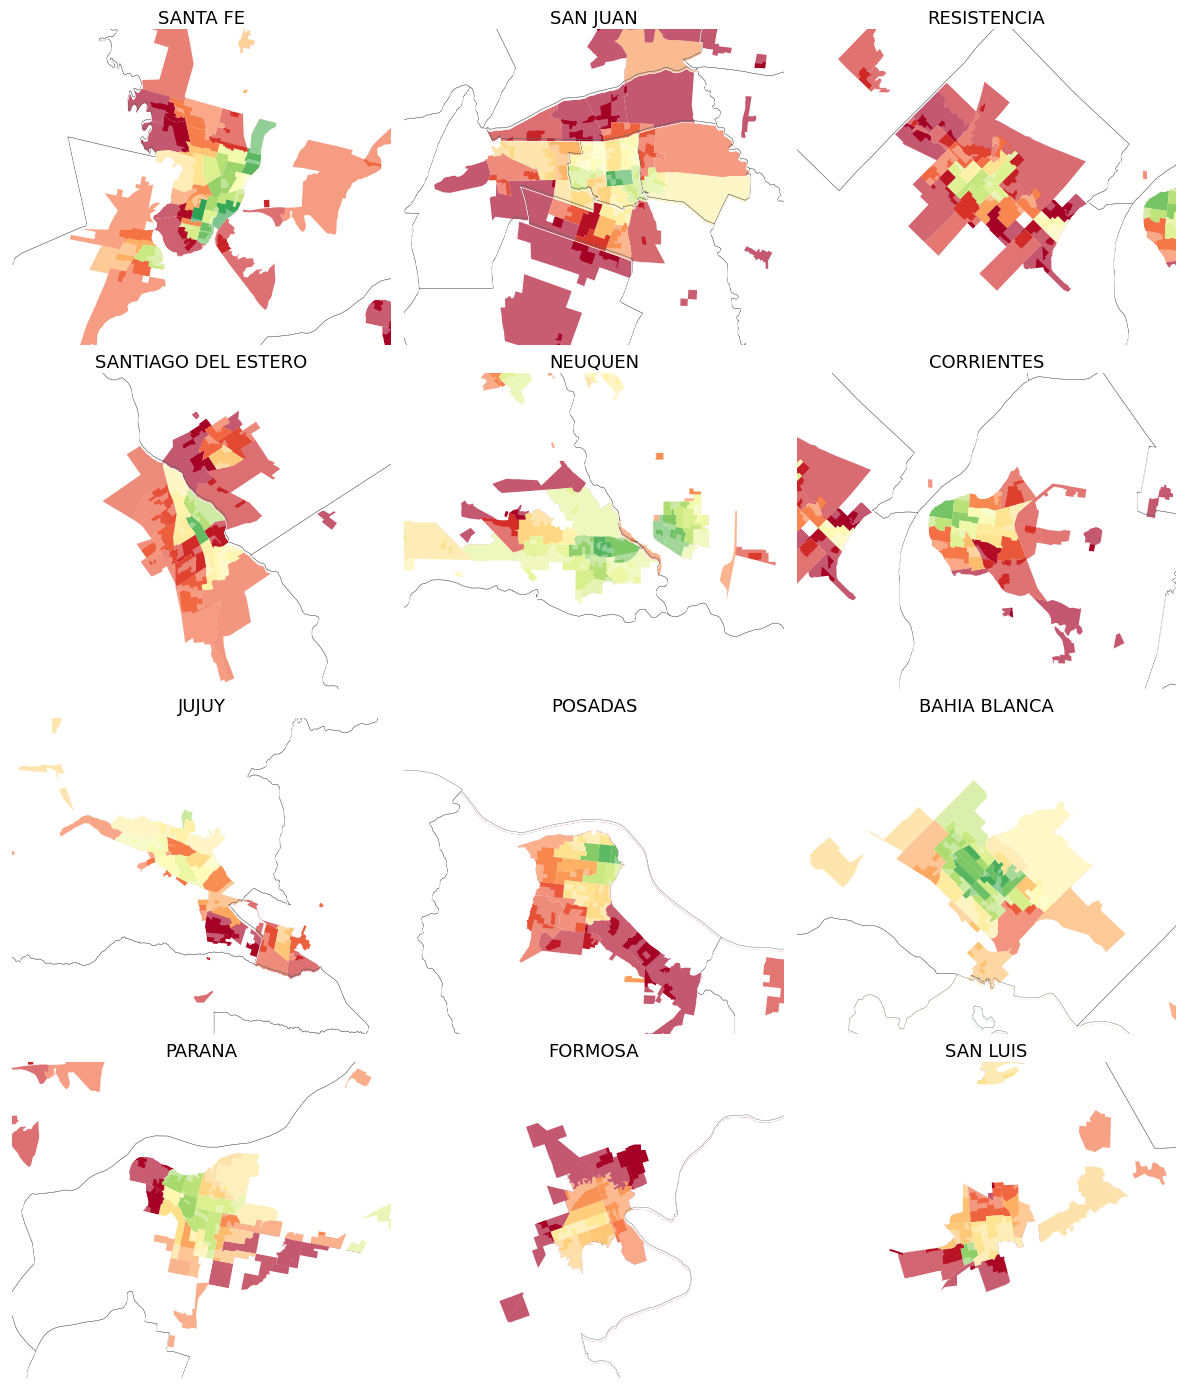 SANTA FE
SAN JUAN
RESISTENCIA
SANTIAGO DEL ESTERO
NEUQUEN
CORRIENTES
JUJUY
POSADAS
BAHIA BLANCA
PARANA
FORMOSA
SAN LUIS